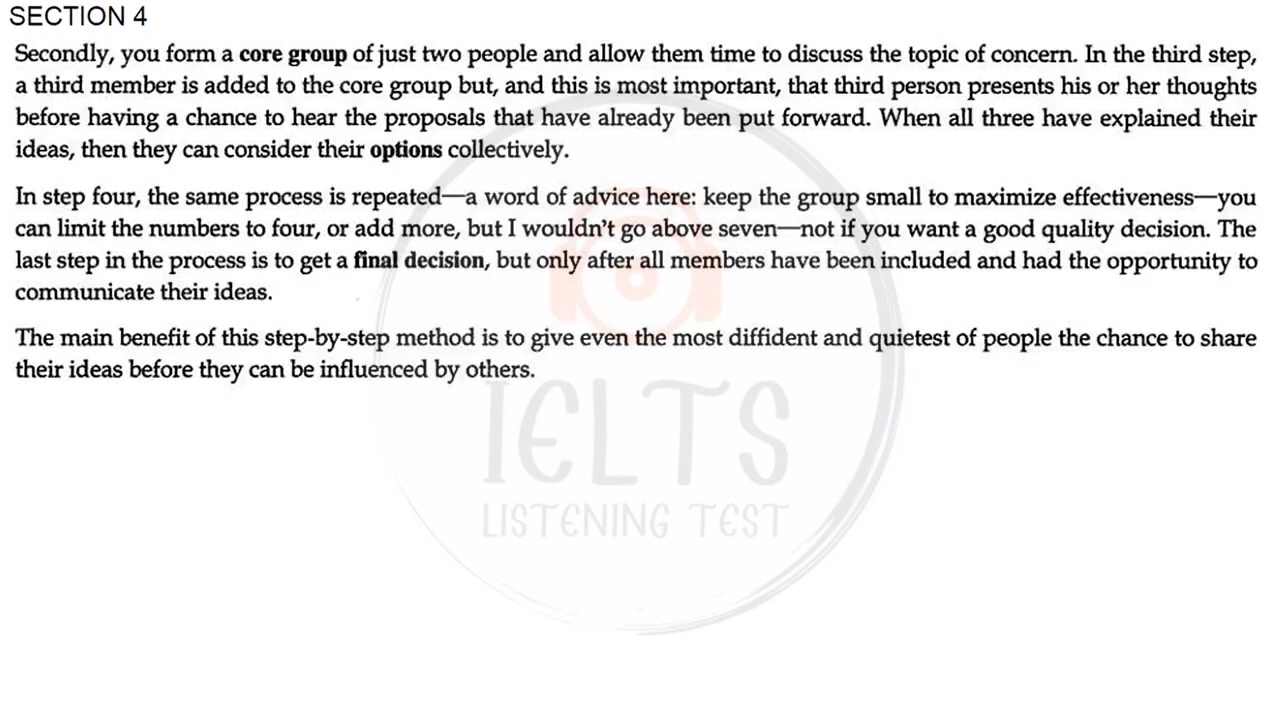 SECTION 4
Secondly, you form a core group of just two people and allow them time to discuss the topic of concern. In the third step,
a third member is added to the core group but, and this is most important, that third person presents his or her thoughts
before having a chance to hear the proposals that have already been put forward. When all three have explained their
ideas, then they can consider their options collectively.
In step four, the same process is repeated—a word of advice here: keep the group small to maximize effectiveness—you
can limit the numbers to four, or add more, but I wouldn't go above seven—not if you want a good quality decision. The
last step in the process is to get a final decision, but only after all members have been included and had the opportunity to
communicate their ideas.
The main benefit of this step-by-step method is to give even the most diffident and quietest of people the chance to share
their ideas before they can be influenced by others.
IELTS
LISTENING TEST